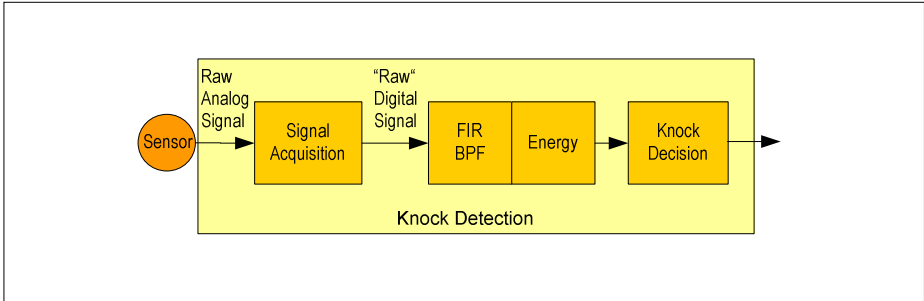 Raw
Analog
Signal
“Raw“
Digital
Signal
Sensor
Signal
Acquisition
FIR
BPF
Energy
Knock
Decision
Knock Detection